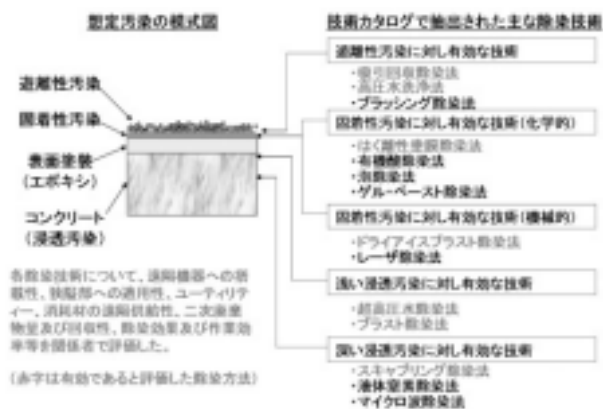 想定汚染の模式図
遊離性汚染
固着性汚染
表面塗装
(エポキシ)
コンクリート
(浸透汚染)
各除染技術について、遠隔機器への搭
載性、狭隘部への適用性、ユーティリティ
ー、消耗材の遠隔供給性、二次廃棄
物量及び回収性、除染効果及び作業効
率等を関係者で評価した。
(赤字は有効であると評価した除染方法)
技術カタログで抽出された主な除染技術
遊離性汚染に対し有効な技術
・吸引回収除染法
・高圧水洗浄法
・ブラッシング除染法
固着性汚染に対し有効な技術(化学的)
・はく離性塗膜除染法
・有機酸除染法
・泡除染法
・ゲル-ペースト除染法
固着性汚染に対し有効な技術(機械的)
・ドライアイスブラスト除染法
・レーザ除染法
浅い浸透汚染に対し有効な技術
・超高圧水除染法
・ブラスト除染法
深い浸透汚染に対し有効な技術
・スキャブリング除染法
・液体窒素除染法
・マイクロ波除染法